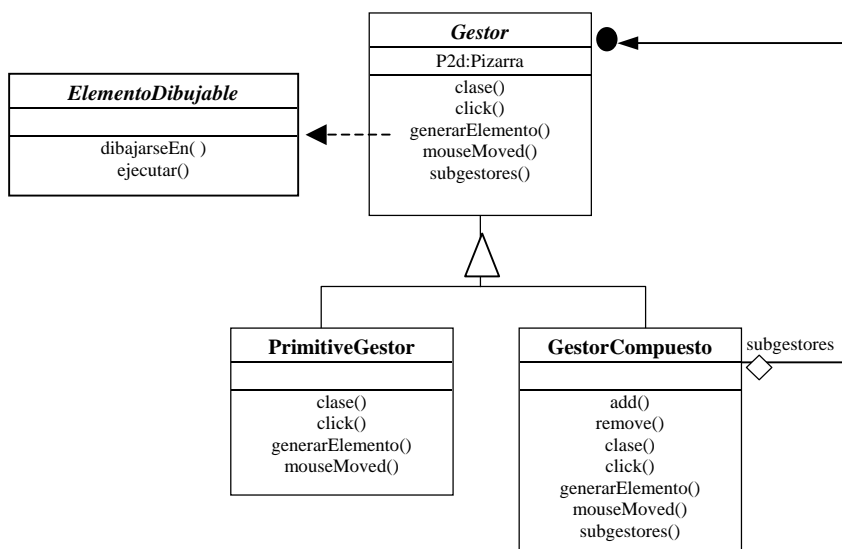 Gestor
P2d:Pizarra
clase()
click()
generarElemento()
mouseMoved()
subgestores()
ElementoDibujable
dibajarseEn( )
ejecutar()
PrimitiveGestor
clase()
click()
generarElemento()
mouseMoved()
GestorCompuesto
add()
remove()
clase()
click()
generarElemento()
mouseMoved()
subgestores()
subgestores